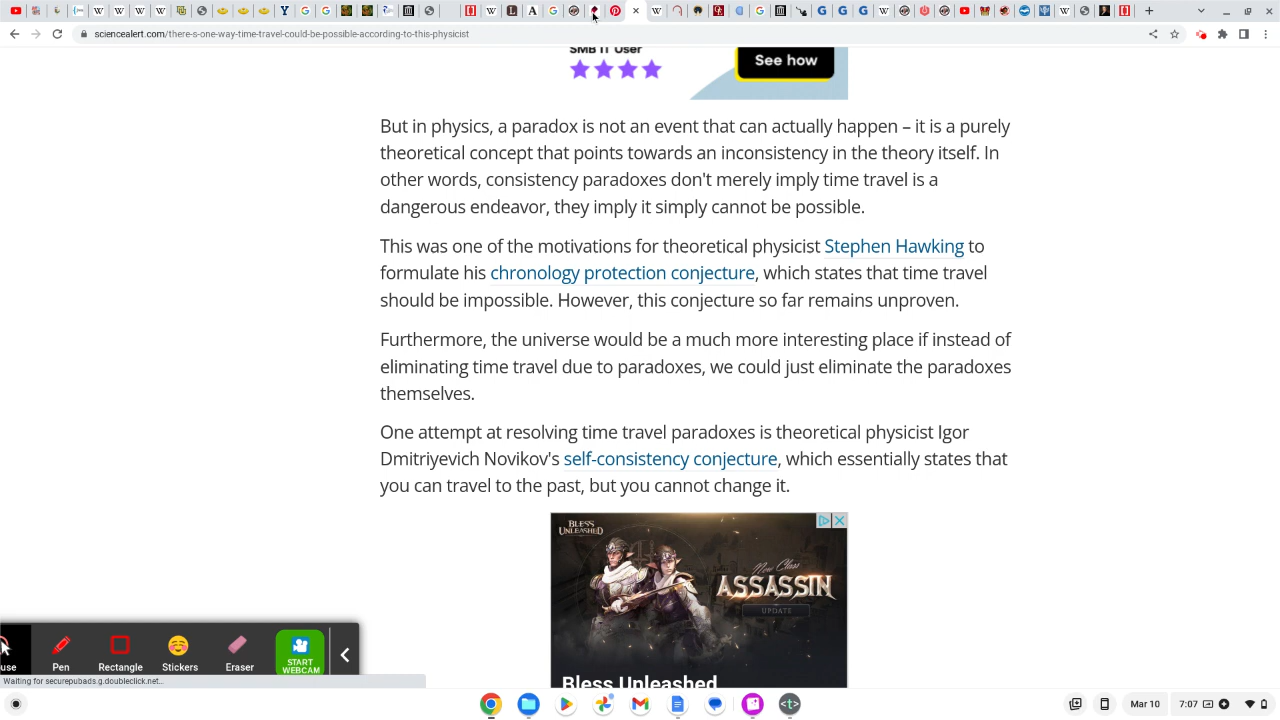 sciencealert.com/there-s-one-way-time-travel-could-be-possible-according-to-this-physicist
SMB IT User
See how
But in physics, a paradox is not an event that can actually happen – it is a purely
theoretical concept that points towards an inconsistency in the theory itself. In
other words, consistency paradoxes don't merely imply time travel is a
dangerous endeavor, they imply it simply cannot be possible.
This was one of the motivations for theoretical physicist Stephen Hawking to
formulate his chronology protection conjecture, which states that time travel
should be impossible. However, this conjecture so far remains unproven.
Furthermore, the universe would be a much more interesting place if instead of
eliminating time travel due to paradoxes, we could just eliminate the paradoxes
themselves.
One attempt at resolving time travel paradoxes is theoretical physicist Igor
Dmitriyevich Novikov's self-consistency conjecture, which essentially states that
you can travel to the past, but you cannot change it.
BLESS
UNLEASHED
New Class
ASSASSIN
UPDATE
Bless Unleashed
use Pen Rectangle Stickers Eraser START
WEBCAM
Waiting for securepubads.g.doubleclick.net...
Mar 10 7:07